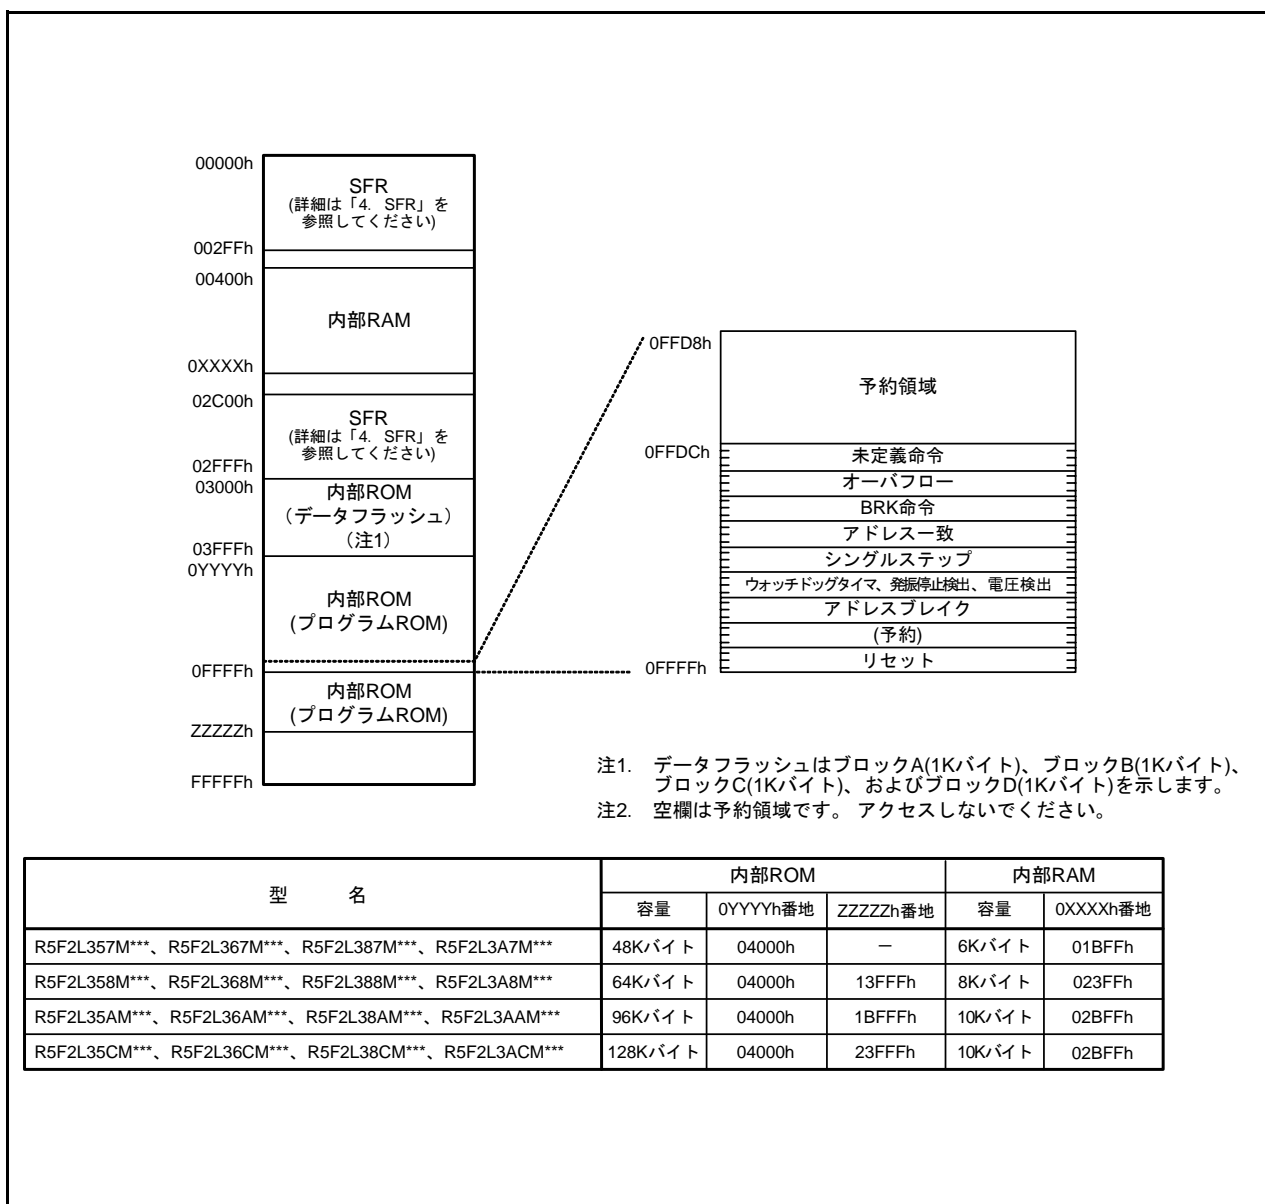 00000h
SFR
(詳細は「4. SFR」を
参照してください)
002FFh
00400h
内部RAM
0XXXXh
02C00h
SFR
(詳細は「4. SFR」を
参照してください)
02FFFh
03000h
内部ROM
(データフラッシュ)
(注1)
03FFFh
0YYYYh
内部ROM
(プログラムROM)
0FFFFh
内部ROM
(プログラムROM)
ZZZZZh
FFFFFh
0FFD8h
予約領域
0FFDCh
未定義命令
オーバフロー
BRK命令
アドレス一致
シングルステップ
ウォッチドッグタイマ、発振停止検出、電圧検出
アドレスブレイク
(予約)
リセット
0FFFFh
注1. データフラッシュはブロックA(1Kバイト)、ブロックB(1Kバイト)、
ブロックC(1Kバイト)、およびブロックD(1Kバイト)を示します。
注2. 空欄は予約領域です。 アクセスしないでください。
型 名 内部ROM 内部RAM
容量 0YYYYh番地 ZZZZZh番地 容量 0XXXXh番地
R5F2L357M***、R5F2L367M***、R5F2L387M***、R5F2L3A7M*** 48Kバイト 04000h － 6Kバイト 01BFFh
R5F2L358M***、R5F2L368M***、R5F2L388M***、R5F2L3A8M*** 64Kバイト 04000h 13FFFh 8Kバイト 023FFh
R5F2L35AM***、R5F2L36AM***、R5F2L38AM***、R5F2L3AAM*** 96Kバイト 04000h 1BFFFh 10Kバイト 02BFFh
R5F2L35CM***、R5F2L36CM***、R5F2L38CM***、R5F2L3ACM*** 128Kバイト 04000h 23FFFh 10Kバイト 02BFFh